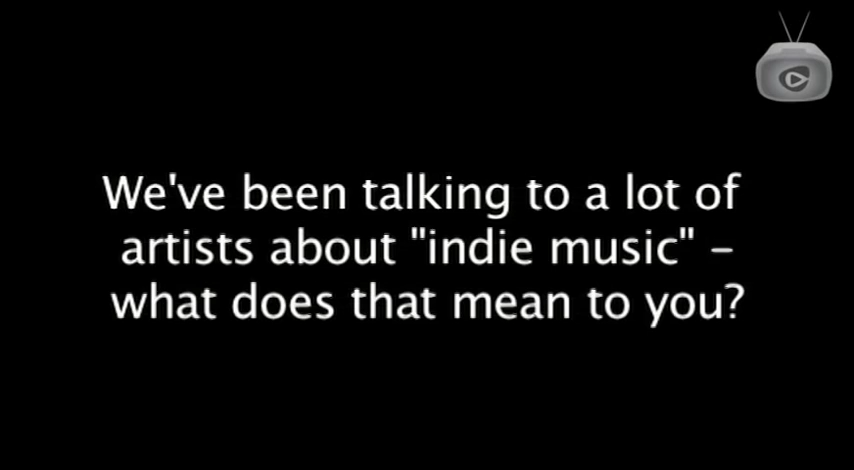 We've been talking to a lot of
artists about "indie music" –
what does that mean to you?